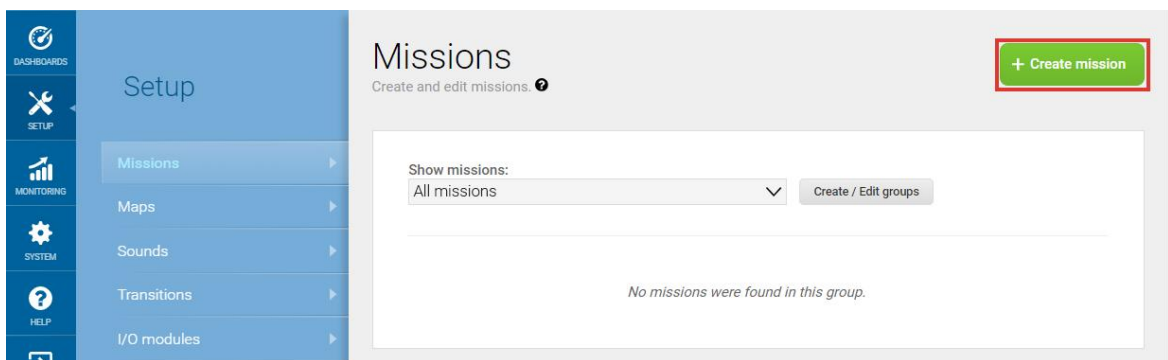 DASHBOARDS
SETUP
MONITORING
SYSTEM
HELP
Setup
Missions
Maps
Sounds
Transitions
I/O modules
Missions
Create and edit missions. ?
+ Create mission
Show missions:
All missions
Create / Edit groups
No missions were found in this group.